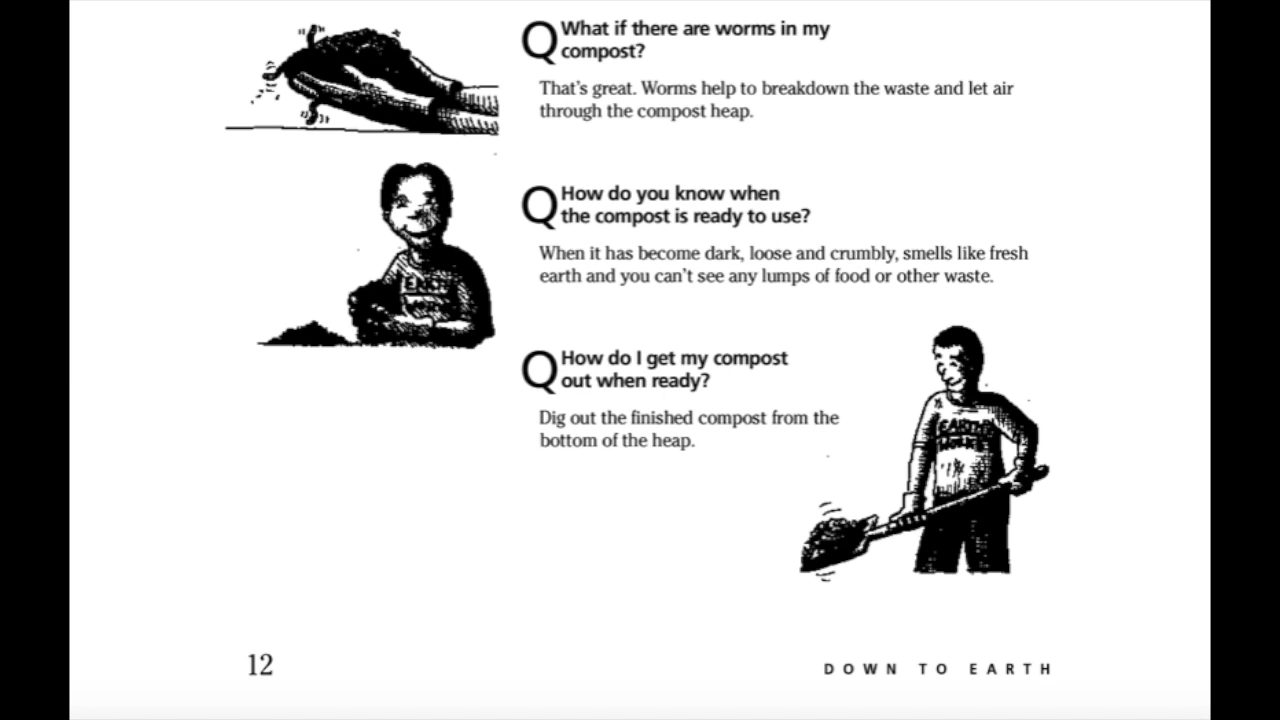 Q What if there are worms in my
compost?
That's great. Worms help to breakdown the waste and let air
through the compost heap.
Q How do you know when
the compost is ready to use?
When it has become dark, loose and crumbly, smells like fresh
earth and you can't see any lumps of food or other waste.
EARTH
WORKS
Q How do I get my compost
out when ready?
Dig out the finished compost from the
bottom of the heap.
EARTH
WORKS
12
DOWN TO EARTH